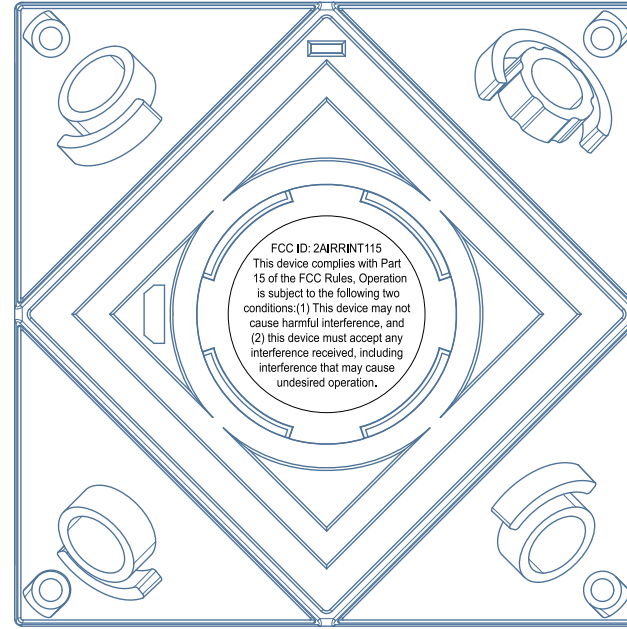 FCC ID: 2AIRRINT115
This device complies with Part
15 of the FCC Rules, Operation
is subject to the following two
conditions:(1) This device may not
cause harmful interference, and
(2) this device must accept any
interference received, including
interference that may cause
undesired operation.